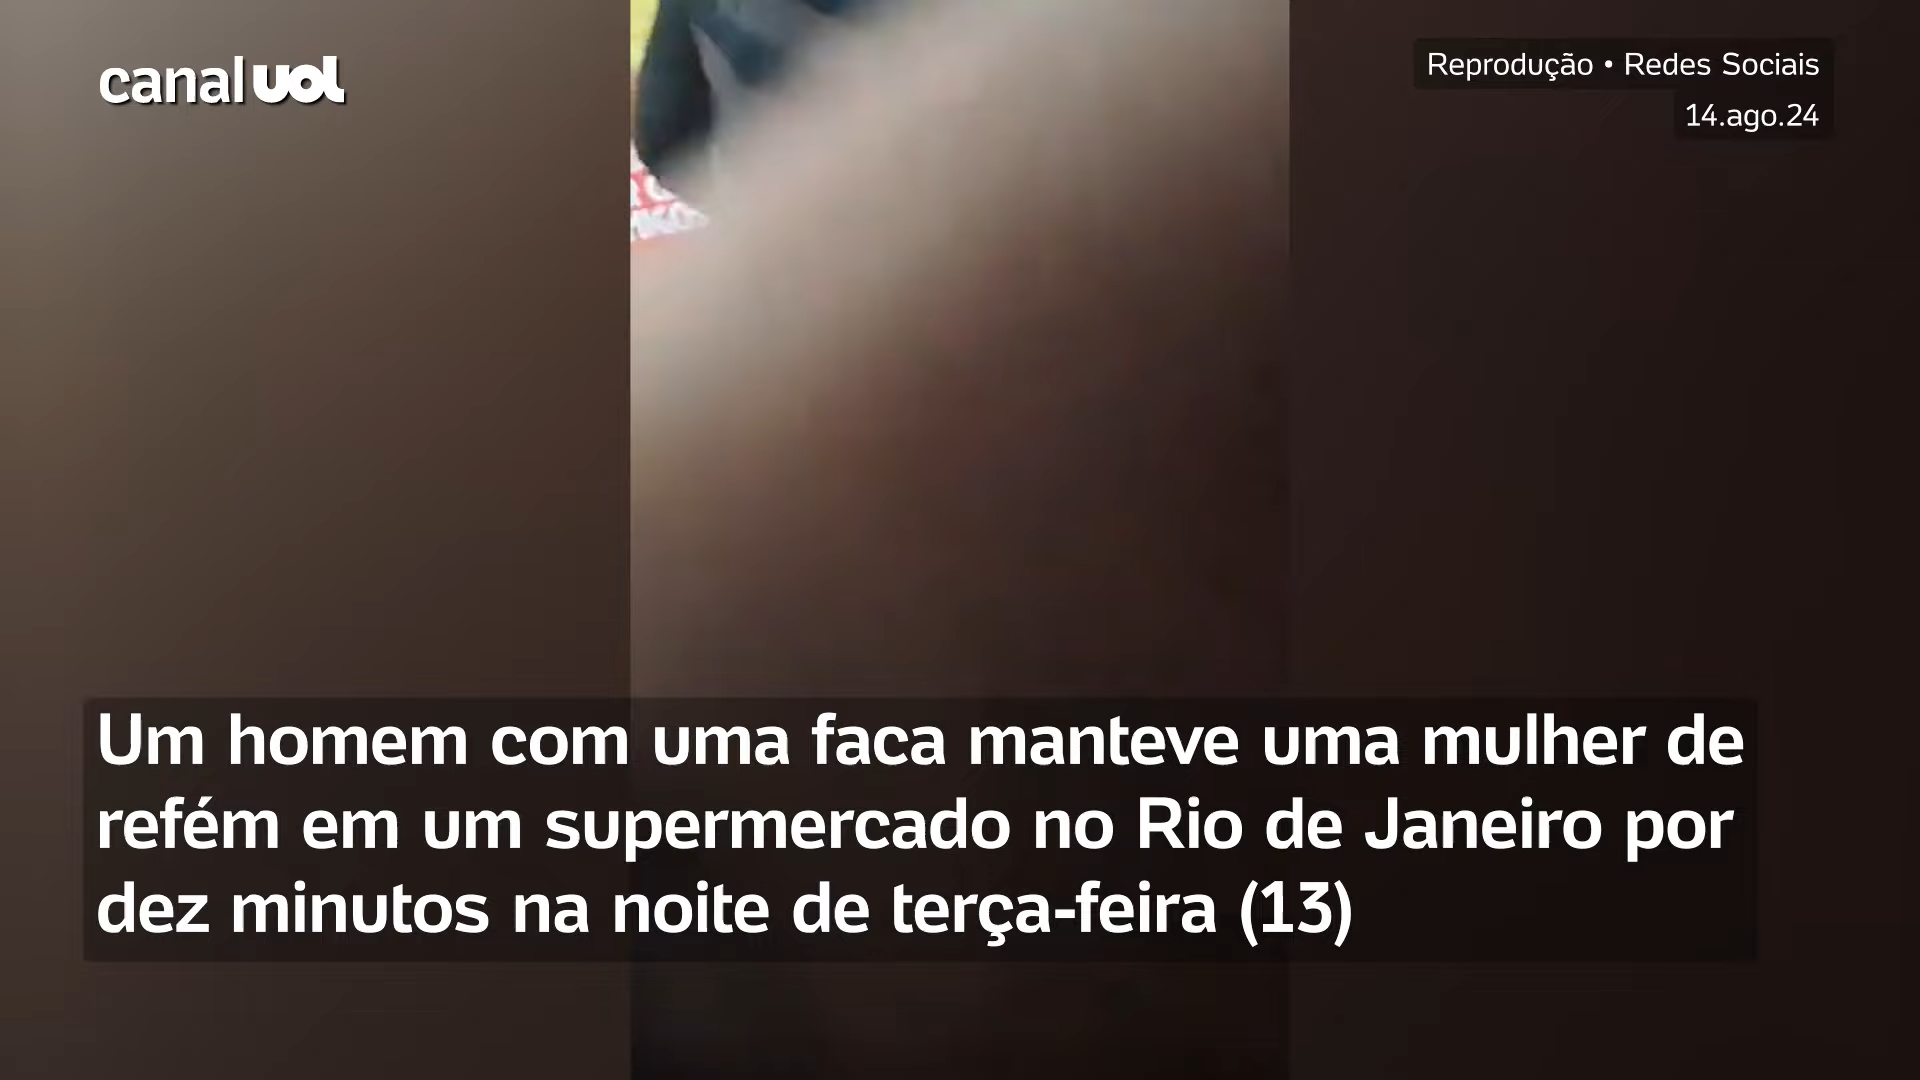 canal uol
Reprodução • Redes Sociais
14.ago.24
Um homem com uma faca manteve uma mulher de
refém em um supermercado no Rio de Janeiro por
dez minutos na noite de terça-feira (13)